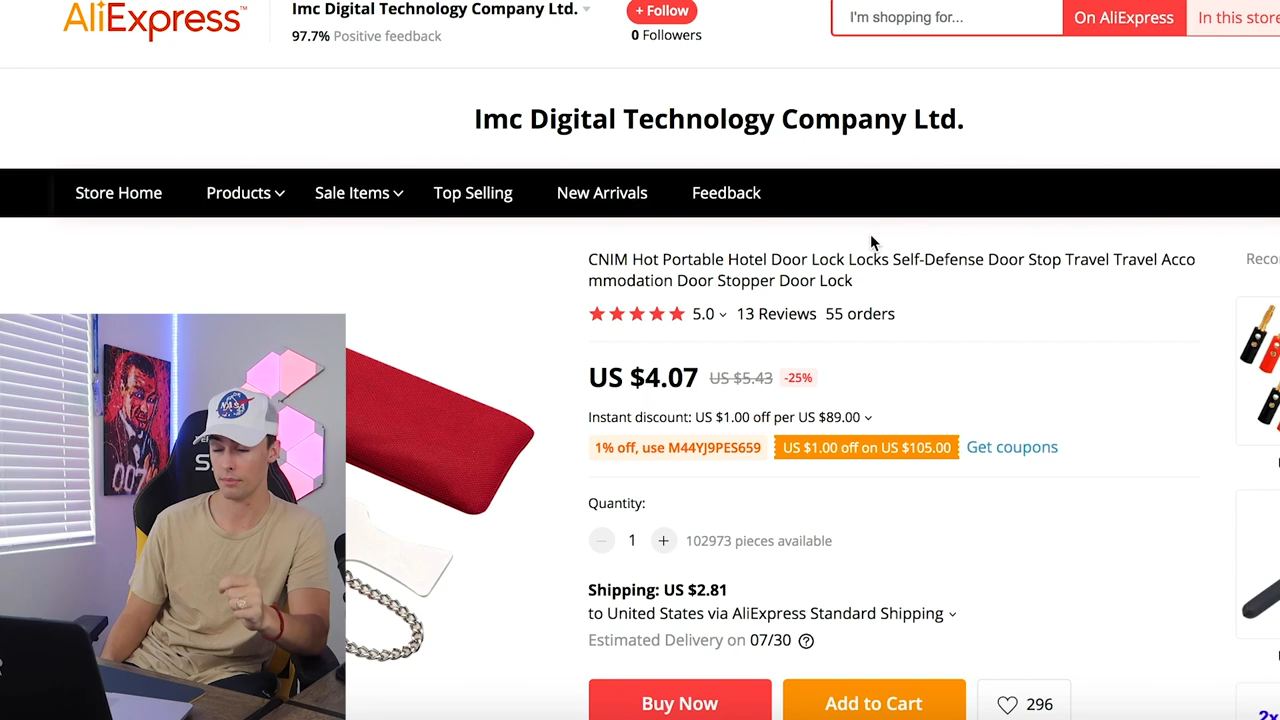 AliExpress™
Imc Digital Technology Company Ltd.
97.7% Positive feedback
+ Follow
0 Followers
I'm shopping for...
On AliExpress
In this store
Imc Digital Technology Company Ltd.
Store Home
Products
Sale Items
Top Selling
New Arrivals
Feedback
CNIM Hot Portable Hotel Door Lock Locks Self-Defense Door Stop Travel Travel Acco
mmodation Door Stopper Door Lock
5.0
13 Reviews
55 orders
US $4.07 US $5.43 -25%
Instant discount: US $1.00 off per US $89.00
1% off, use M44YJ9PES659
US $1.00 off on US $105.00
Get coupons
Quantity:
1
102973 pieces available
Shipping: US $2.81
to United States via AliExpress Standard Shipping
Estimated Delivery on 07/30
Buy Now
Add to Cart
296
Reco
2x
NASA
007